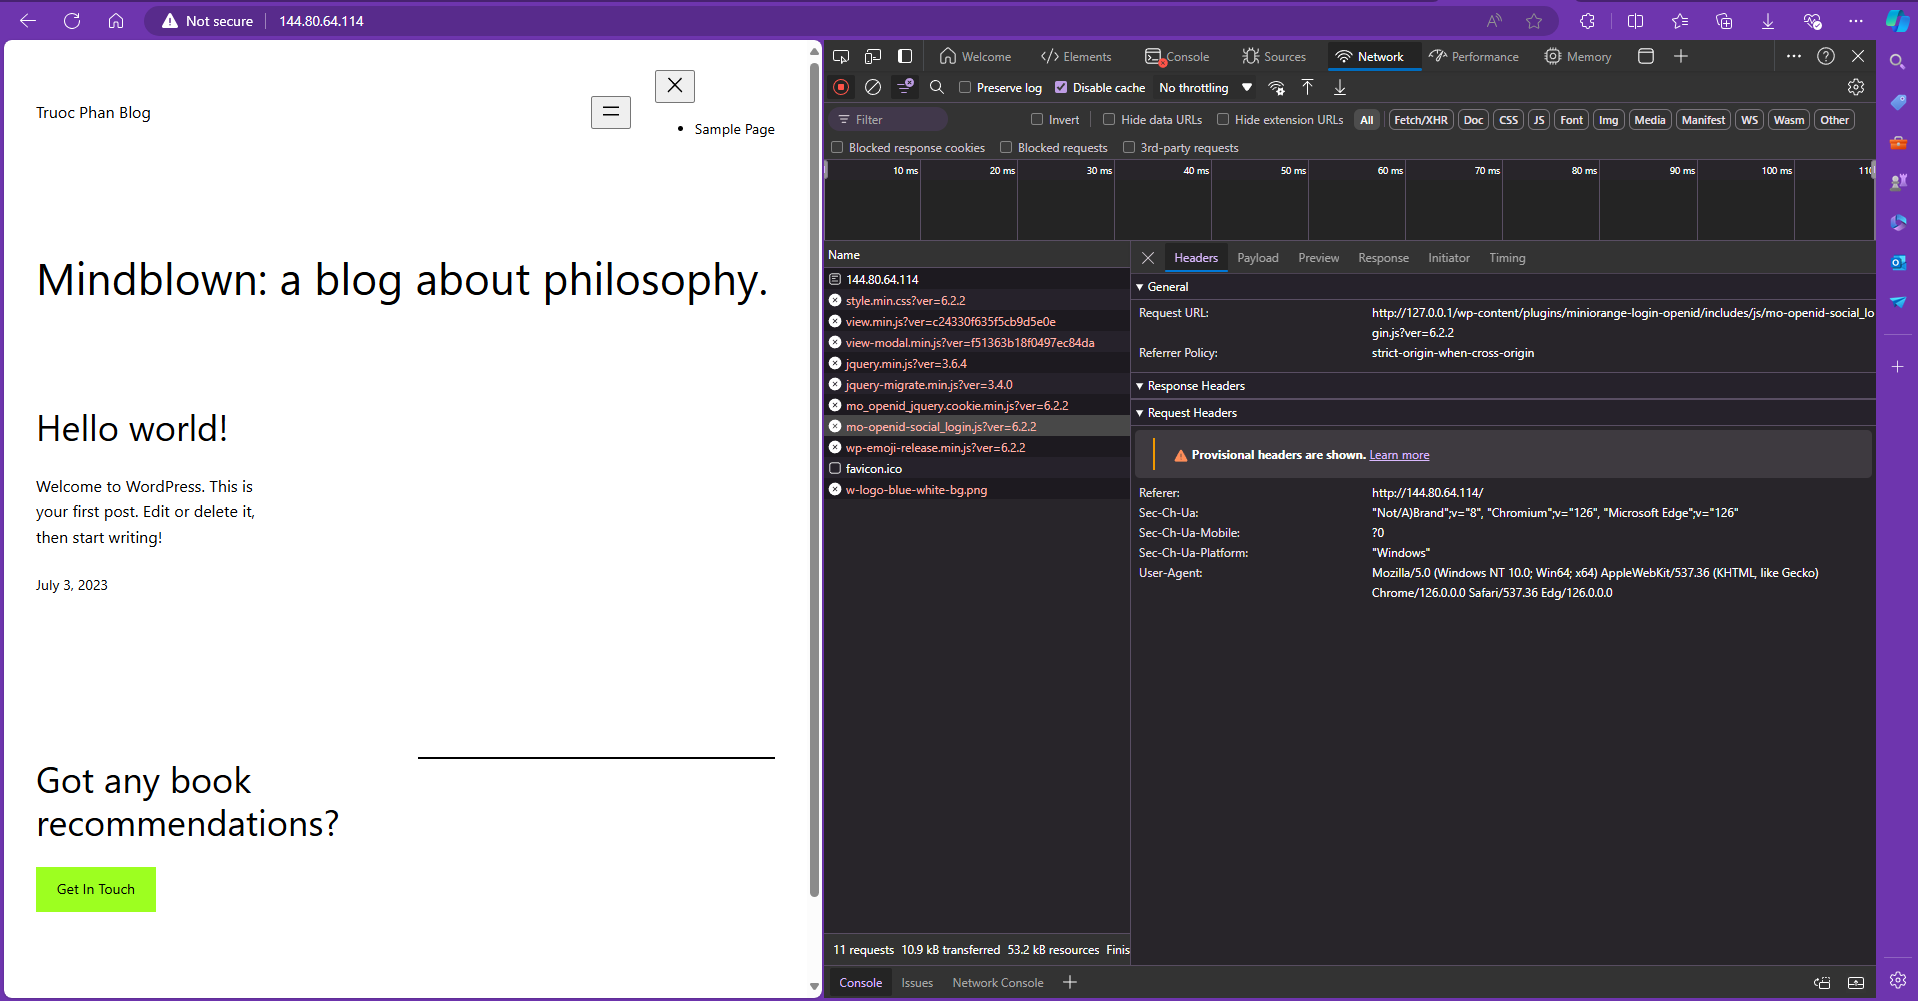 Not secure
144.80.64.114
Truoc Phan Blog
Sample Page
Mindblown: a blog about philosophy.
Hello world!
Welcome to WordPress. This is
your first post. Edit or delete it,
then start writing!
July 3, 2023
Got any book
recommendations?
Get In Touch
Welcome
Elements
Console
Sources
Network
Performance
Memory
Preserve log
Disable cache
No throttling
Filter
Invert
Hide data URLs
Hide extension URLs
All
Fetch/XHR
Doc
CSS
JS
Font
Img
Media
Manifest
WS
Wasm
Other
Blocked response cookies
Blocked requests
3rd-party requests
10 ms
20 ms
30 ms
40 ms
50 ms
60 ms
70 ms
80 ms
90 ms
100 ms
110
Name
144.80.64.114
style.min.css?ver=6.2.2
view.min.js?ver=c24330f635f5cb9d5e0e
view-modal.min.js?ver=f51363b18f0497ec84da
jquery.min.js?ver=3.6.4
jquery-migrate.min.js?ver=3.4.0
mo_openid_jquery.cookie.min.js?ver=6.2.2
mo-openid-social_login.js?ver=6.2.2
wp-emoji-release.min.js?ver=6.2.2
favicon.ico
w-logo-blue-white-bg.png
11 requests
10.9 kB transferred
53.2 kB resources
Finis
Headers
Payload
Preview
Response
Initiator
Timing
General
Request URL:
http://127.0.0.1/wp-content/plugins/miniorange-login-openid/includes/js/mo-openid-social_lo
gin.js?ver=6.2.2
Referrer Policy:
strict-origin-when-cross-origin
Response Headers
Request Headers
Provisional headers are shown. Learn more
Referer:
http://144.80.64.114/
Sec-Ch-Ua:
"Not/A)Brand";v="8", "Chromium";v="126", "Microsoft Edge";v="126"
Sec-Ch-Ua-Mobile:
?0
Sec-Ch-Ua-Platform:
"Windows"
User-Agent:
Mozilla/5.0 (Windows NT 10.0; Win64; x64) AppleWebKit/537.36 (KHTML, like Gecko)
Chrome/126.0.0.0 Safari/537.36 Edg/126.0.0.0
Console
Issues
Network Console